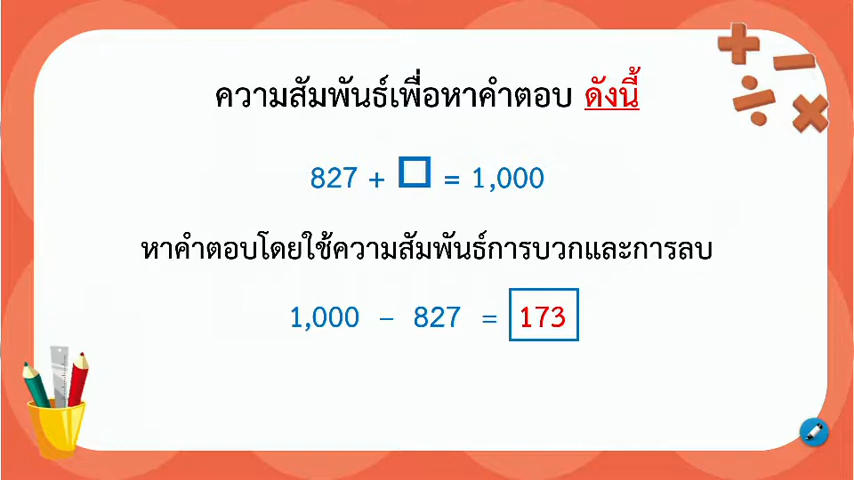 ความสัมพันธ์เพื่อหาคำตอบ ดังนี้
827 + □ = 1,000
หาคำตอบโดยใช้ความสัมพันธ์การบวกและการลบ
1,000 – 827 = 173